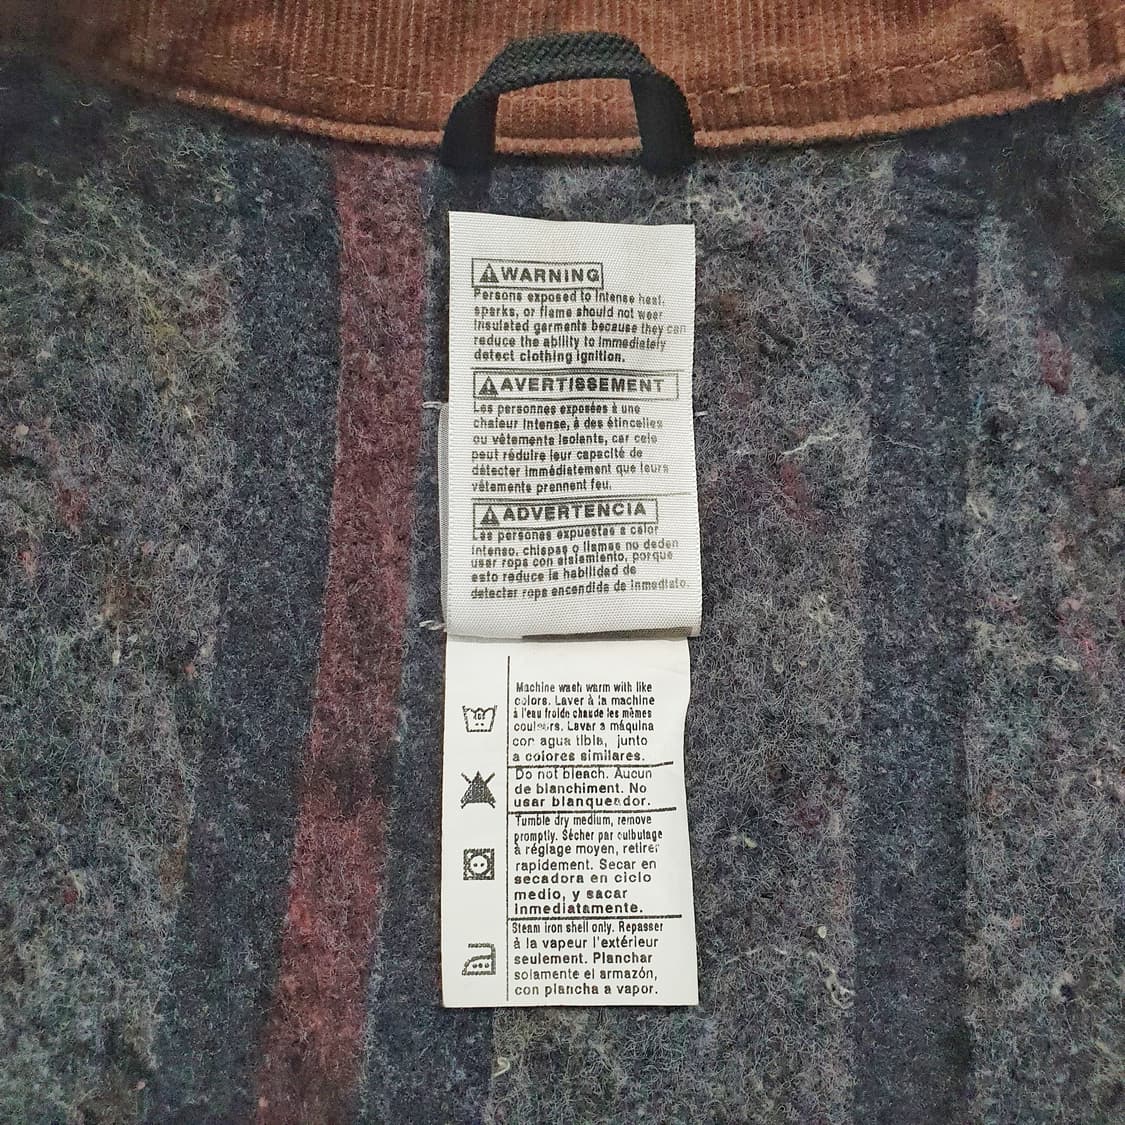 WARNING
Persons exposed to intense heat,
sparks, or flame should not wear
insulated garments because they can
reduce the ability to immediately
detect clothing ignition.
AVERTISSEMENT
Les personnes exposées à une
chaleur intense, à des étincelles
ou vêtements isolants, car cele
peut réduire leur capacité de
détecter immédiatement que leurs
vêtements prennent feu.
ADVERTENCIA
Las personas expuestas a calor
intenso, chispas o llamas no deden
usar ropa con aislamiento, porque
esto reduce la habilidad de
detectar ropa encendida de inmediato.
Machine wash warm with like
colors. Laver à la machine
à l'eau froide chaude les mèmes
couleurs. Lavar a máquina
con agua tibia, junto
a colores similares.
Do not bleach. Aucun
de blanchiment. No
usar blanqueador.
Tumble dry medium, remove
promptly. Sécher par culbutage
à réglage moyen, retirer
rapidement. Secar en
secadora en ciclo
medio, y sacar
inmediatamente.
Steam iron shell only. Repasser
à la vapeur l'extérieur
seulement. Planchar
solamente el armazón,
con plancha a vapor.